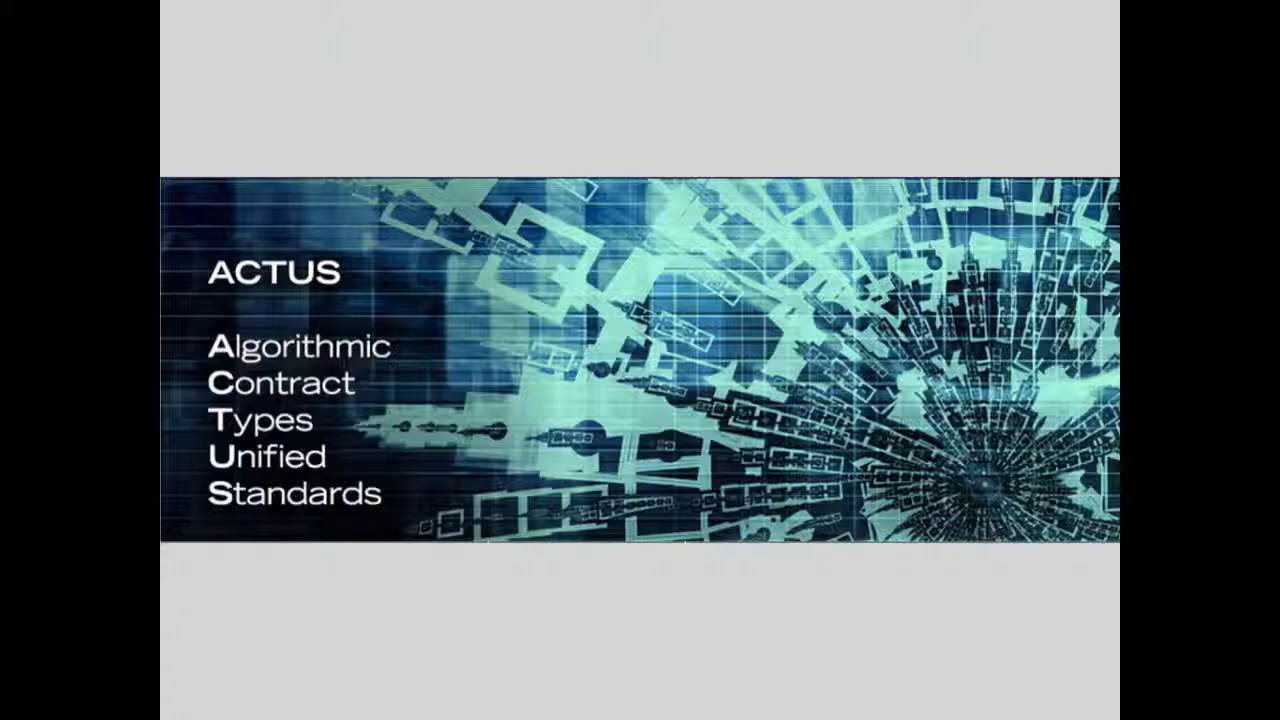 ACTUS
Algorithmic
Contract
Types
Unified
Standards